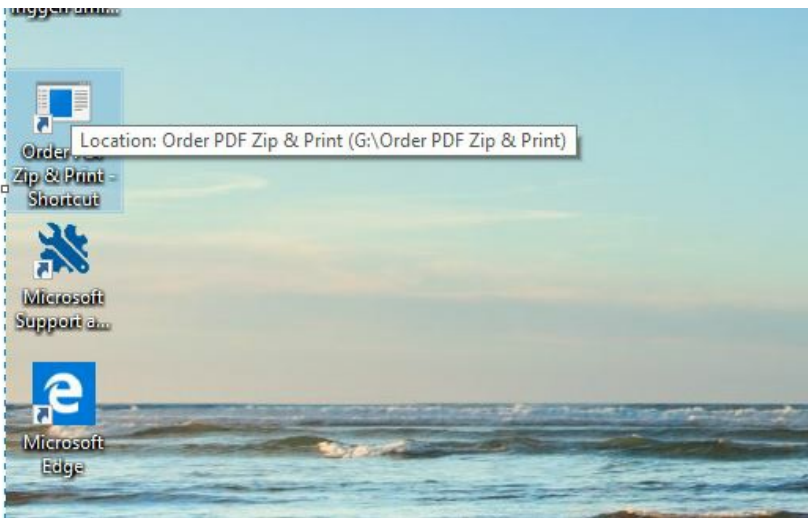 Location: Order PDF Zip & Print (G:\Order PDF Zip & Print)
Order
Zip & Print -
Shortcut
Microsoft
Support a...
Microsoft
Edge